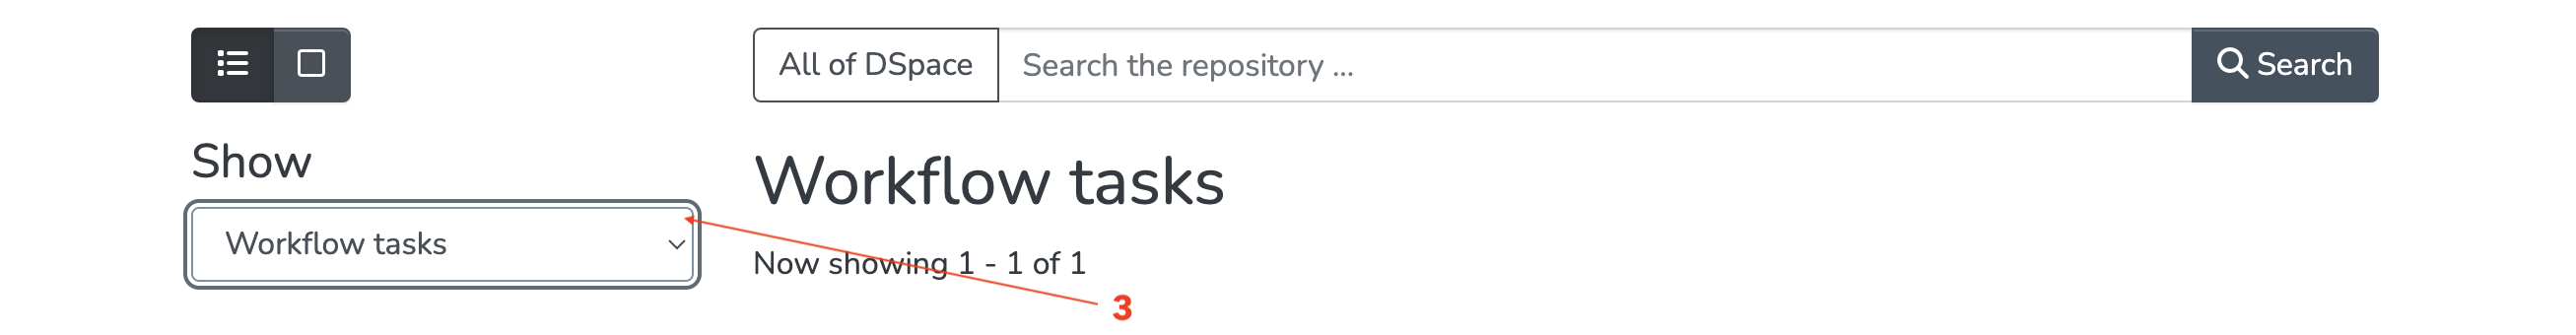 All of DSpace
Search the repository ...
Search
Show
Workflow tasks
Workflow tasks
Now showing 1 - 1 of 1
3